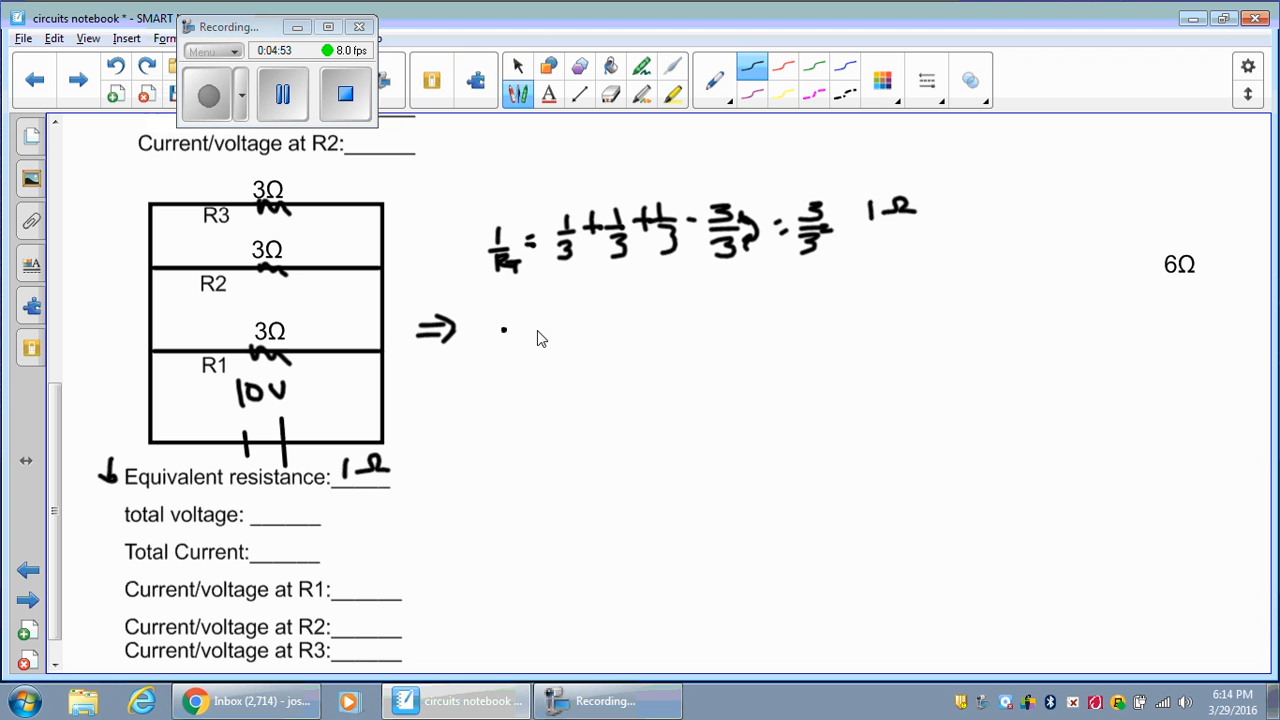 circuits notebook * - SMART
Recording...
File Edit View Insert
Menu 0:04:53 8.0 fps
Current/voltage at R2:______
3Ω
R3
3Ω
R2
3Ω
R1
10V
1/RT = 1/3 + 1/3 + 1/3 - 3/3 = 3/3 1Ω
6Ω
⇒ .
↓ Equivalent resistance: 1Ω
total voltage: ______
Total Current:______
Current/voltage at R1:______
Current/voltage at R2:______
Current/voltage at R3:______
Inbox (2,714) - jos...
circuits notebook ...
Recording...
6:14 PM
3/29/2016